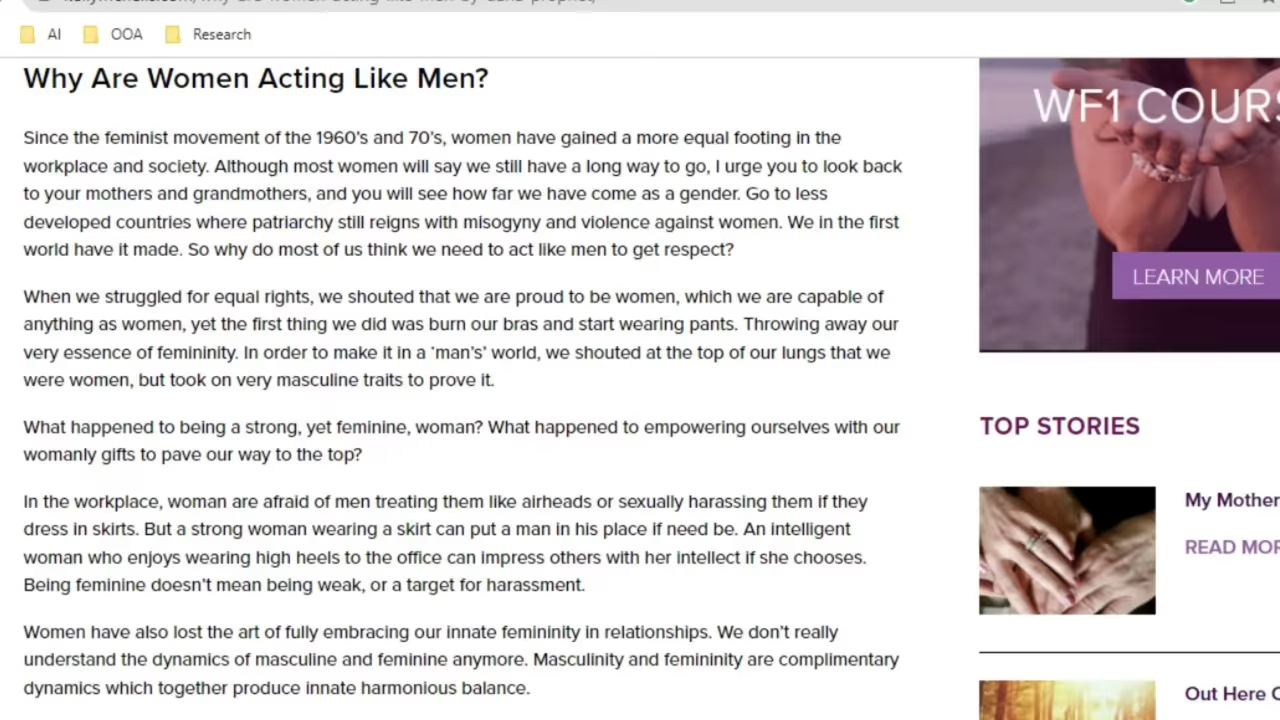 AI
OOA
Research
Why Are Women Acting Like Men?
Since the feminist movement of the 1960's and 70's, women have gained a more equal footing in the
workplace and society. Although most women will say we still have a long way to go, I urge you to look back
to your mothers and grandmothers, and you will see how far we have come as a gender. Go to less
developed countries where patriarchy still reigns with misogyny and violence against women. We in the first
world have it made. So why do most of us think we need to act like men to get respect?
When we struggled for equal rights, we shouted that we are proud to be women, which we are capable of
anything as women, yet the first thing we did was burn our bras and start wearing pants. Throwing away our
very essence of femininity. In order to make it in a 'man's' world, we shouted at the top of our lungs that we
were women, but took on very masculine traits to prove it.
What happened to being a strong, yet feminine, woman? What happened to empowering ourselves with our
womanly gifts to pave our way to the top?
In the workplace, woman are afraid of men treating them like airheads or sexually harassing them if they
dress in skirts. But a strong woman wearing a skirt can put a man in his place if need be. An intelligent
woman who enjoys wearing high heels to the office can impress others with her intellect if she chooses.
Being feminine doesn't mean being weak, or a target for harassment.
Women have also lost the art of fully embracing our innate femininity in relationships. We don't really
understand the dynamics of masculine and feminine anymore. Masculinity and femininity are complimentary
dynamics which together produce innate harmonious balance.
WF1 COURS
LEARN MORE
TOP STORIES
My Mother
READ MOR
Out Here